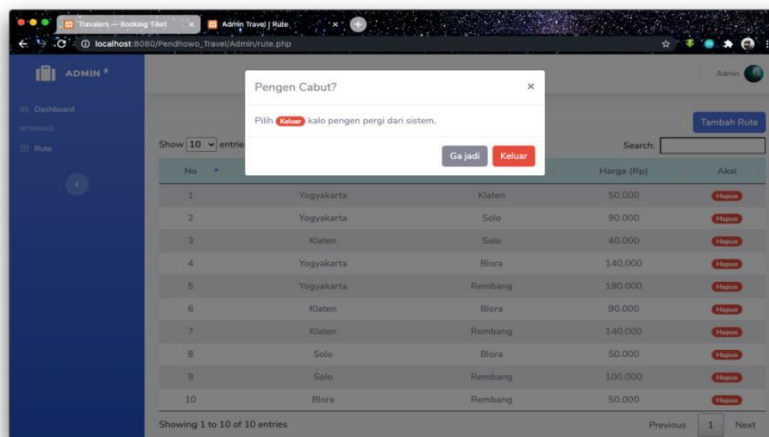 Travalers — Booking Tiket
Admin Travel | Rute
localhost:8080/Pendhowo_Travel/Admin/rute.php
ADMIN
Admin
Pengen Cabut?
Dashboard
Pilih Keluar kalo pengen pergi dari sistem.
INTERFACE
Rute
Tambah Rute
Show 10 entrie
Search:
Ga jadi Keluar
No Harga (Rp) Aksi
1 Yogyakarta Klaten 50.000 Hapus
2 Yogyakarta Solo 90.000 Hapus
3 Klaten Solo 40.000 Hapus
4 Yogyakarta Blora 140.000 Hapus
5 Yogyakarta Rembang 190.000 Hapus
6 Klaten Blora 90.000 Hapus
7 Klaten Rembang 140.000 Hapus
8 Solo Blora 50.000 Hapus
9 Solo Rembang 100.000 Hapus
10 Blora Rembang 50.000 Hapus
Showing 1 to 10 of 10 entries
Previous 1 Next